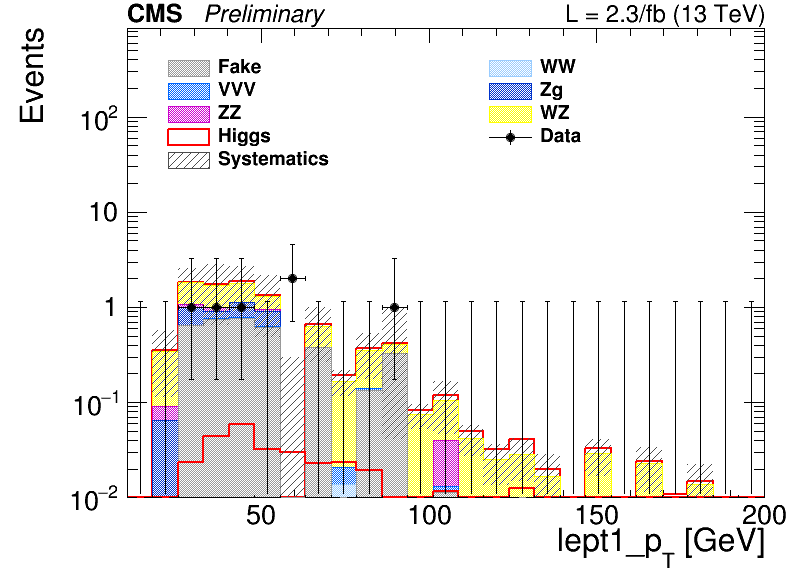 CMS Preliminary L = 2.3/fb (13 TeV)
Events
Fake
VVV
ZZ
Higgs
Systematics
WW
Zg
WZ
Data
10²
10
1
10⁻¹
10⁻²
50 100 150 200
lept1_p_T [GeV]